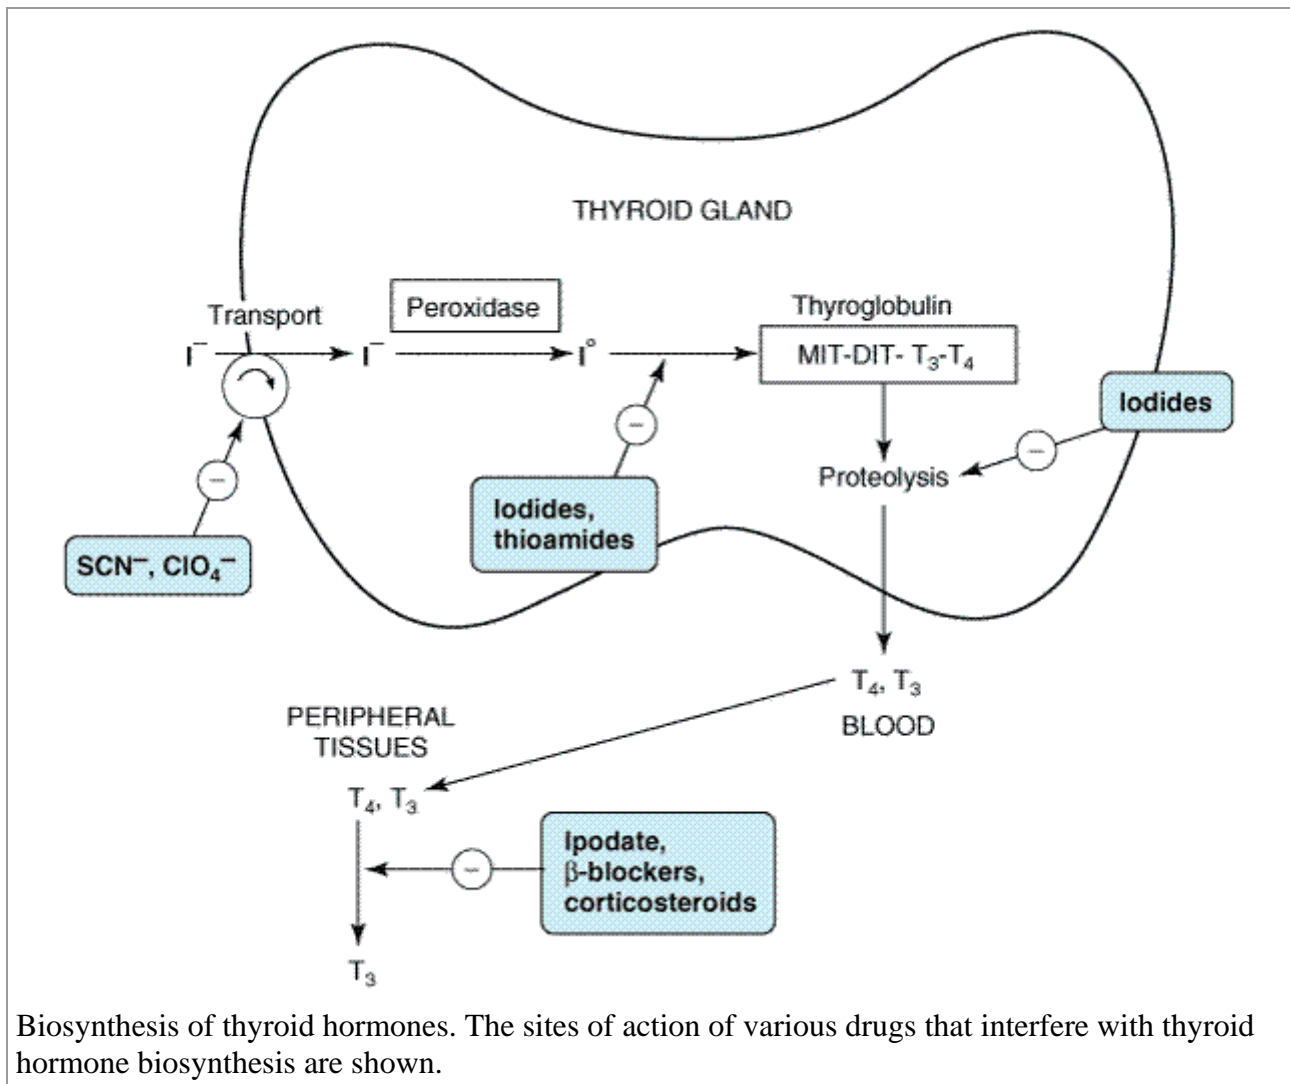 THYROID GLAND
Transport
Peroxidase
Thyroglobulin
I⁻
I⁻
I°
MIT-DIT- T₃-T₄
Iodides
Proteolysis
Iodides,
thioamides
SCN⁻, ClO₄⁻
T₄, T₃
BLOOD
PERIPHERAL
TISSUES
T₄, T₃
Ipodate,
β-blockers,
corticosteroids
T₃
Biosynthesis of thyroid hormones. The sites of action of various drugs that interfere with thyroid
hormone biosynthesis are shown.